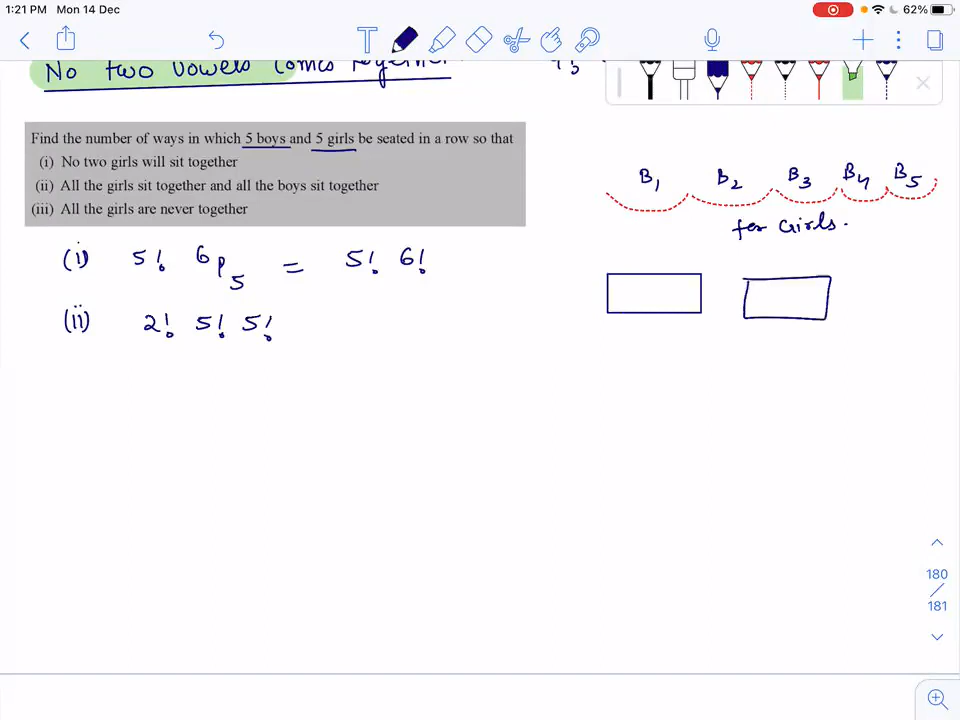 1:21 PM Mon 14 Dec 62%
No two vowels comes together
Find the number of ways in which 5 boys and 5 girls be seated in a row so that
(i) No two girls will sit together
(ii) All the girls sit together and all the boys sit together
(iii) All the girls are never together
B1 B2 B3 B4 B5
for Girls.
(i) 5! 6P5 = 5! 6!
(ii) 2! 5! 5!
180
/
181